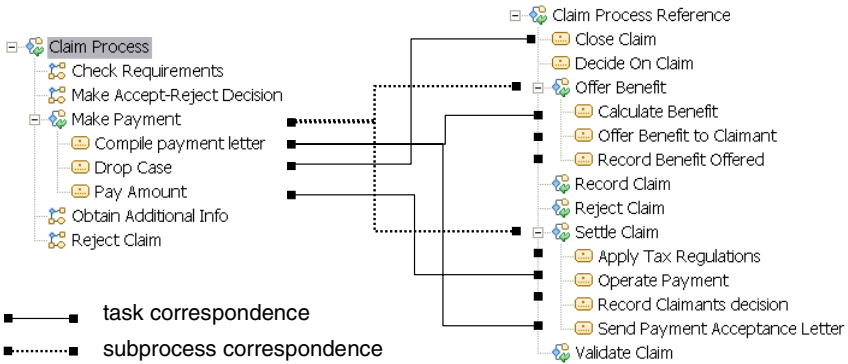 Claim Process
Check Requirements
Make Accept-Reject Decision
Make Payment
Compile payment letter
Drop Case
Pay Amount
Obtain Additional Info
Reject Claim
task correspondence
subprocess correspondence
Claim Process Reference
Close Claim
Decide On Claim
Offer Benefit
Calculate Benefit
Offer Benefit to Claimant
Record Benefit Offered
Record Claim
Reject Claim
Settle Claim
Apply Tax Regulations
Operate Payment
Record Claimants decision
Send Payment Acceptance Letter
Validate Claim